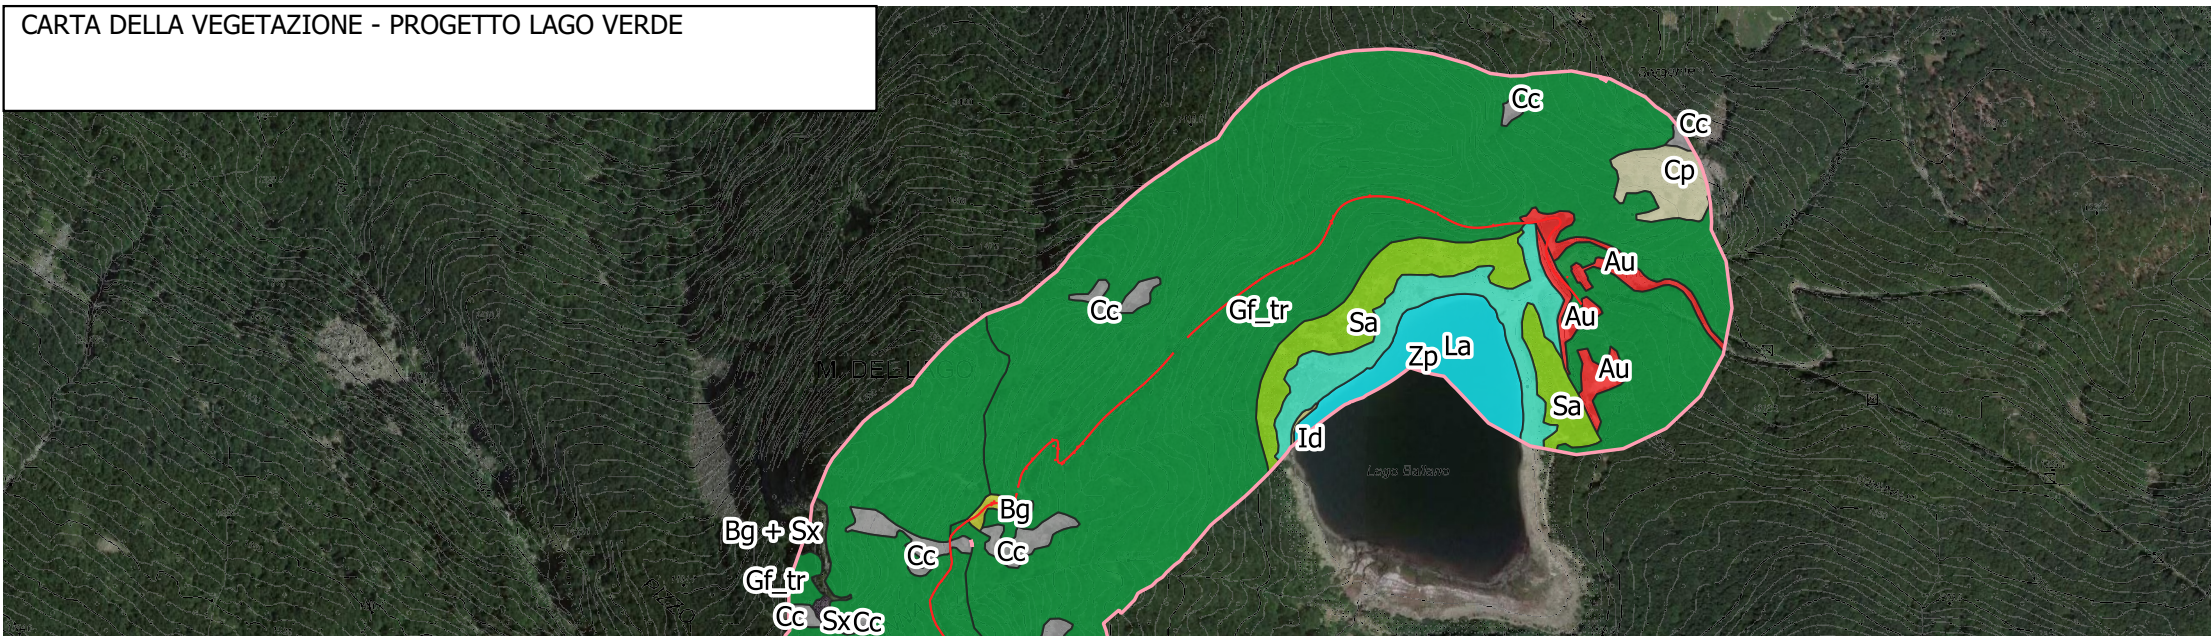 CARTA DELLA VEGETAZIONE - PROGETTO LAGO VERDE
Cc
Cc
Cp
Au
Cc
Gf_tr
Sa
Au
Zp
La
Au
Sa
Id
Lago Ballano
Bg
Bg + Sx
Cc
Cc
Gf_tr
Cc
Sx
Cc